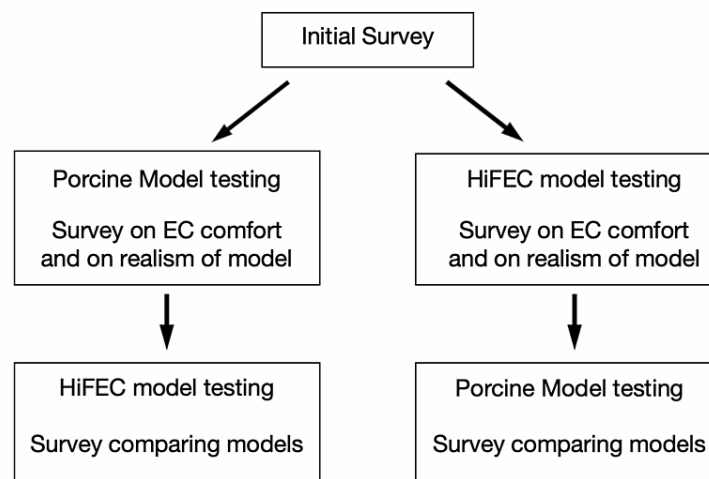 Initial Survey
Porcine Model testing
Survey on EC comfort
and on realism of model
HiFEC model testing
Survey on EC comfort
and on realism of model
HiFEC model testing
Survey comparing models
Porcine Model testing
Survey comparing models